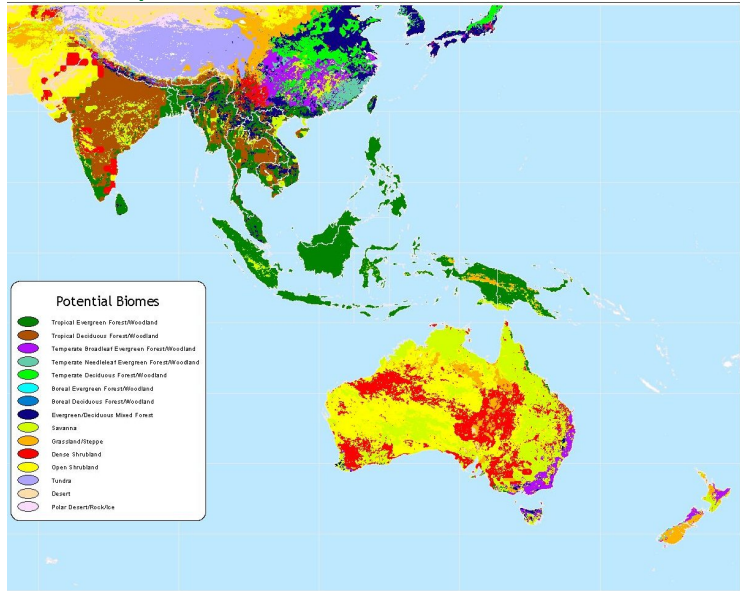 Potential Biomes
Tropical Evergreen Forest/Woodland
Tropical Deciduous Forest/Woodland
Temperate Broadleaf Evergreen Forest/Woodland
Temperate Needleleaf Evergreen Forest/Woodland
Temperate Deciduous Forest/Woodland
Boreal Evergreen Forest/Woodland
Boreal Deciduous Forest/Woodland
Evergreen/Deciduous Mixed Forest
Savanna
Grassland/Steppe
Dense Shrubland
Open Shrubland
Tundra
Desert
Polar Desert/Rock/Ice